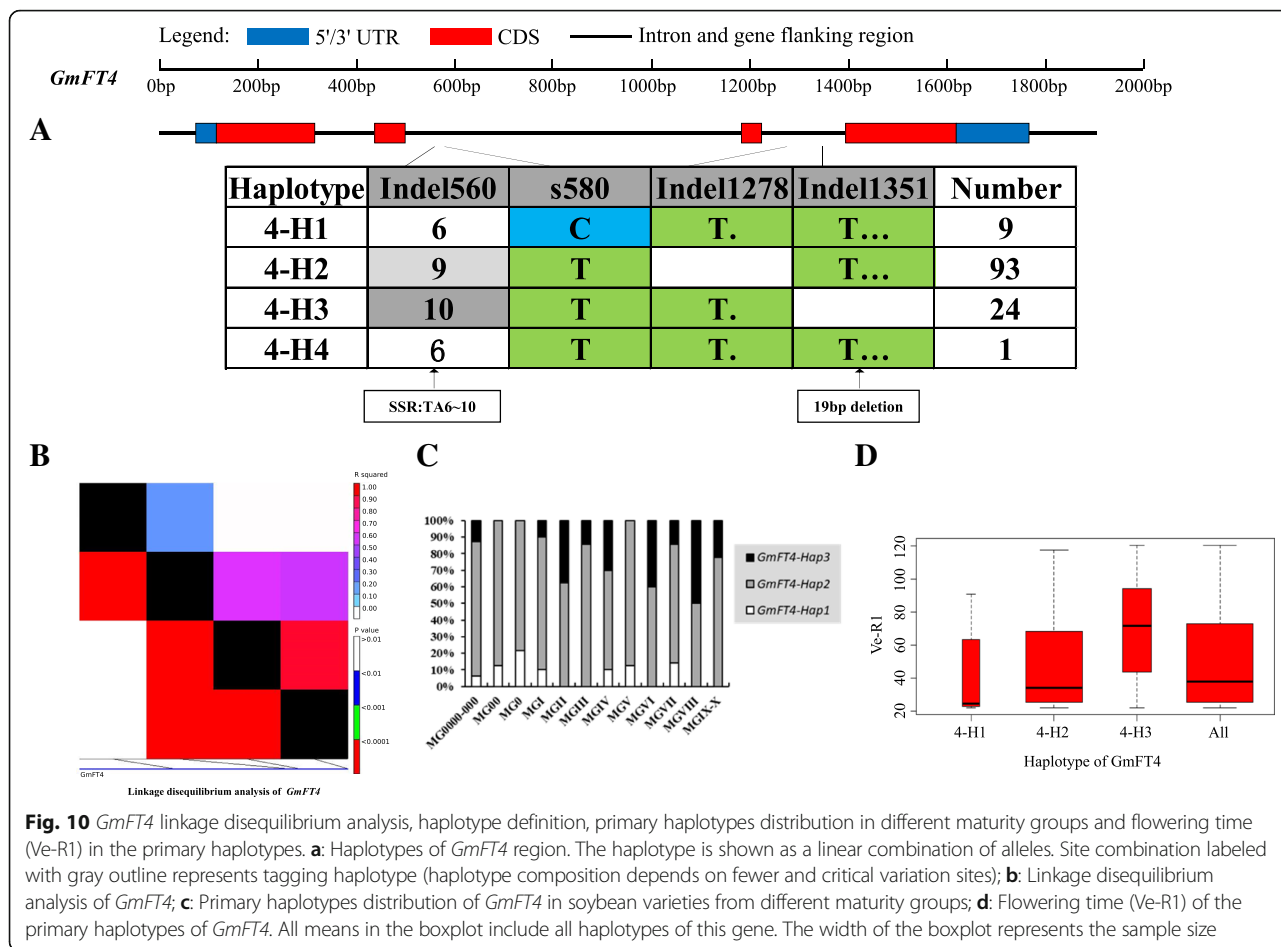 Legend: 5'/3' UTR CDS Intron and gene flanking region
GmFT4
0bp 200bp 400bp 600bp 800bp 1000bp 1200bp 1400bp 1600bp 1800bp 2000bp
A
Haplotype Indel560 s580 Indel1278 Indel1351 Number
4-H1 6 C T. T... 9
4-H2 9 T T... 93
4-H3 10 T T. 24
4-H4 6 T T. T... 1
SSR:TA6~10 19bp deletion
B
R squared
1.00
0.90
0.80
0.70
0.60
0.50
0.40
0.30
0.20
0.10
0.00
P value
>0.01
<0.01
<0.001
<0.0001
GmFT4
Linkage disequilibrium analysis of GmFT4
C
100%
90%
80%
70%
60%
50%
40%
30%
20%
10%
0%
MG0000-000 MG00 MG0 MGI MGII MGIII MGIV MGV MGVI MGVII MGVIII MGIX-X
GmFT4-Hap3
GmFT4-Hap2
GmFT4-Hap1
D
Ve-R1
120
100
80
60
40
20
4-H1 4-H2 4-H3 All
Haplotype of GmFT4
Fig. 10 GmFT4 linkage disequilibrium analysis, haplotype definition, primary haplotypes distribution in different maturity groups and flowering time
(Ve-R1) in the primary haplotypes. a: Haplotypes of GmFT4 region. The haplotype is shown as a linear combination of alleles. Site combination labeled
with gray outline represents tagging haplotype (haplotype composition depends on fewer and critical variation sites); b: Linkage disequilibrium
analysis of GmFT4; c: Primary haplotypes distribution of GmFT4 in soybean varieties from different maturity groups; d: Flowering time (Ve-R1) of the
primary haplotypes of GmFT4. All means in the boxplot include all haplotypes of this gene. The width of the boxplot represents the sample size